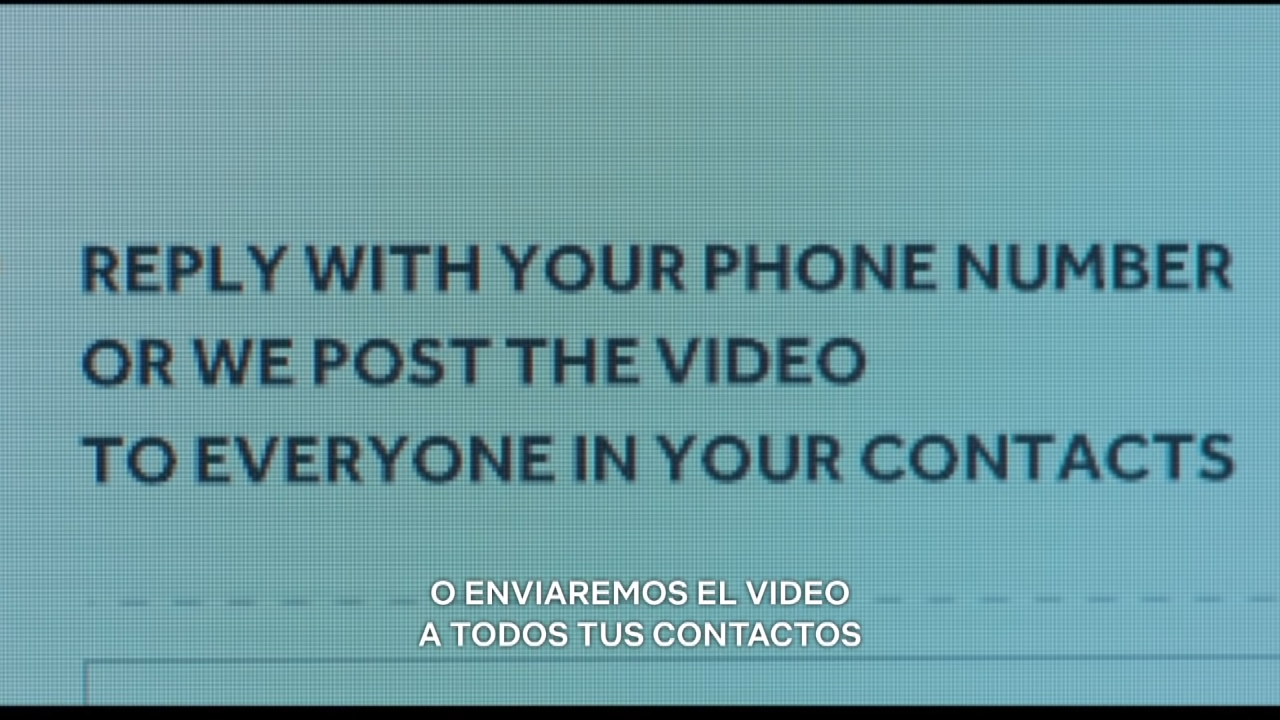 REPLY WITH YOUR PHONE NUMBER
OR WE POST THE VIDEO
TO EVERYONE IN YOUR CONTACTS
O ENVIAREMOS EL VIDEO
A TODOS TUS CONTACTOS